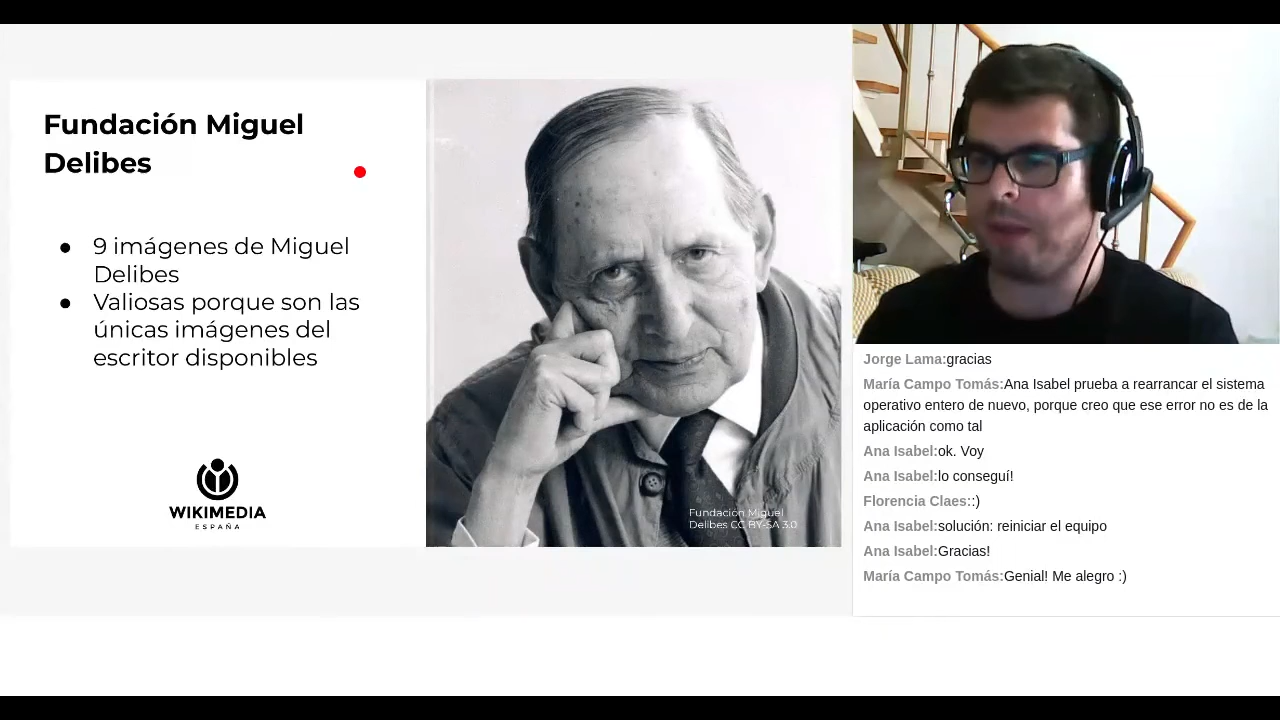 Fundación Miguel
Delibes
● 9 imágenes de Miguel
Delibes
● Valiosas porque son las
únicas imágenes del
escritor disponibles
WIKIMEDIA
ESPAÑA
Fundación Miguel
Delibes CC BY-SA 3.0
Jorge Lama:gracias
María Campo Tomás:Ana Isabel prueba a rearrancar el sistema
operativo entero de nuevo, porque creo que ese error no es de la
aplicación como tal
Ana Isabel:ok. Voy
Ana Isabel:lo conseguí!
Florencia Claes::)
Ana Isabel:solución: reiniciar el equipo
Ana Isabel:Gracias!
María Campo Tomás:Genial! Me alegro :)